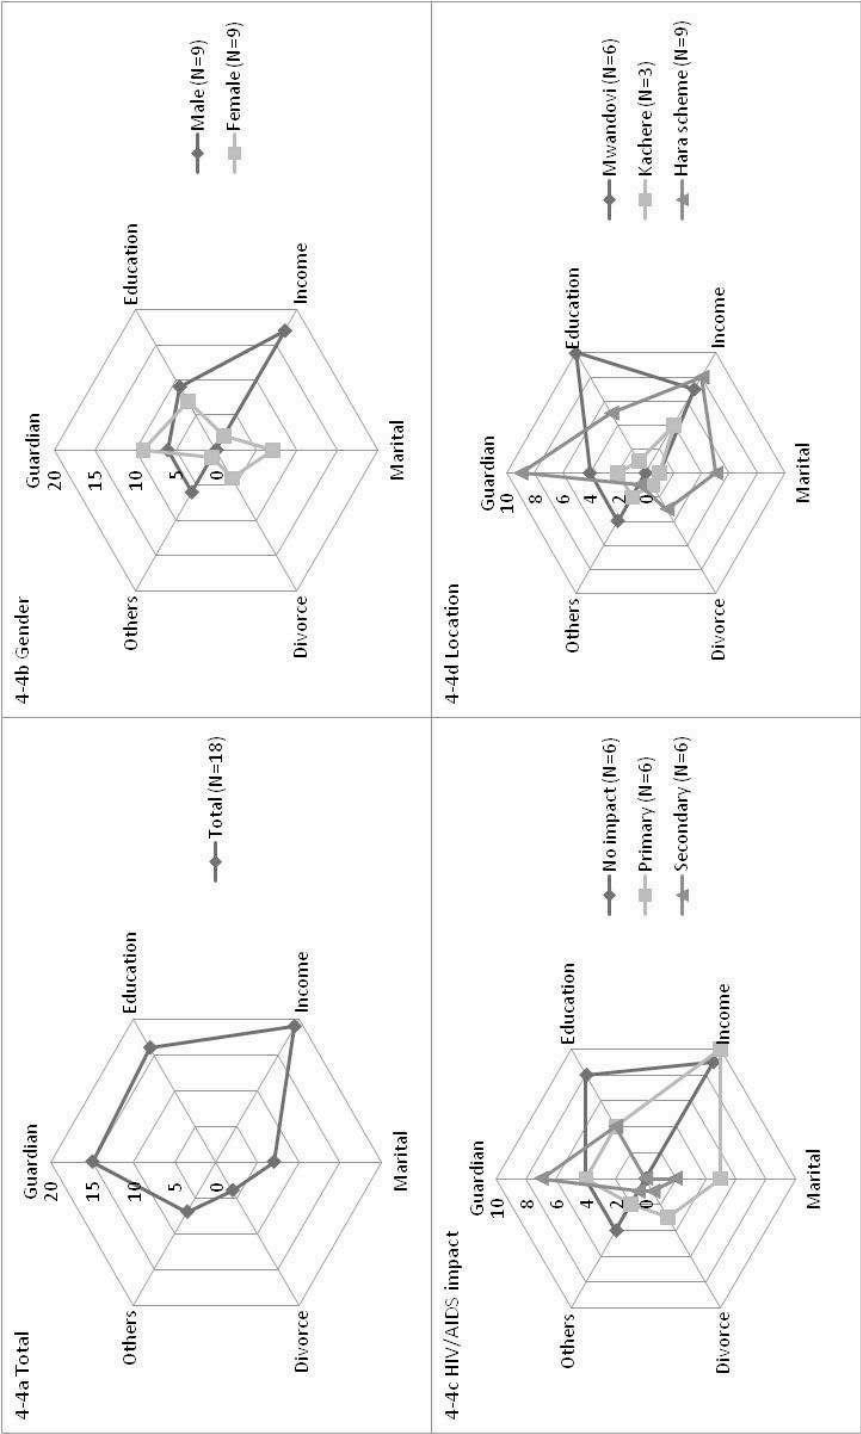 4-4a Total
Guardian
20
15
10
5
0
Education
Income
Marital
Divorce
Others
Total (N=18)
4-4b Gender
Guardian
20
15
10
5
0
Education
Income
Marital
Divorce
Others
Male (N=9)
Female (N=9)
4-4c HIV/AIDS impact
Guardian
10
8
6
4
2
0
Education
Income
Marital
Divorce
Others
No impact (N=6)
Primary (N=6)
Secondary (N=6)
4-4d Location
Guardian
10
8
6
4
2
0
Education
Income
Marital
Divorce
Others
Mwandovi (N=6)
Kachere (N=3)
Hara scheme (N=9)